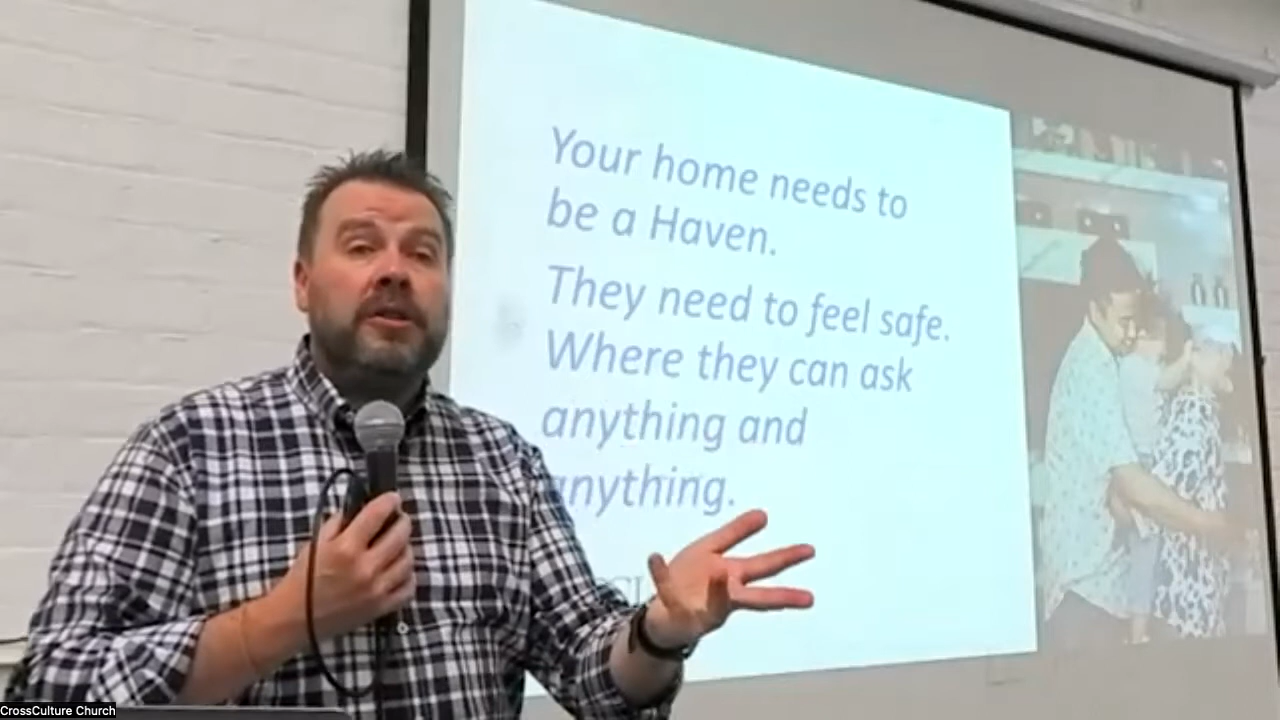 Your home needs to
be a Haven.
They need to feel safe.
Where they can ask
anything and
anything.
CrossCulture Church